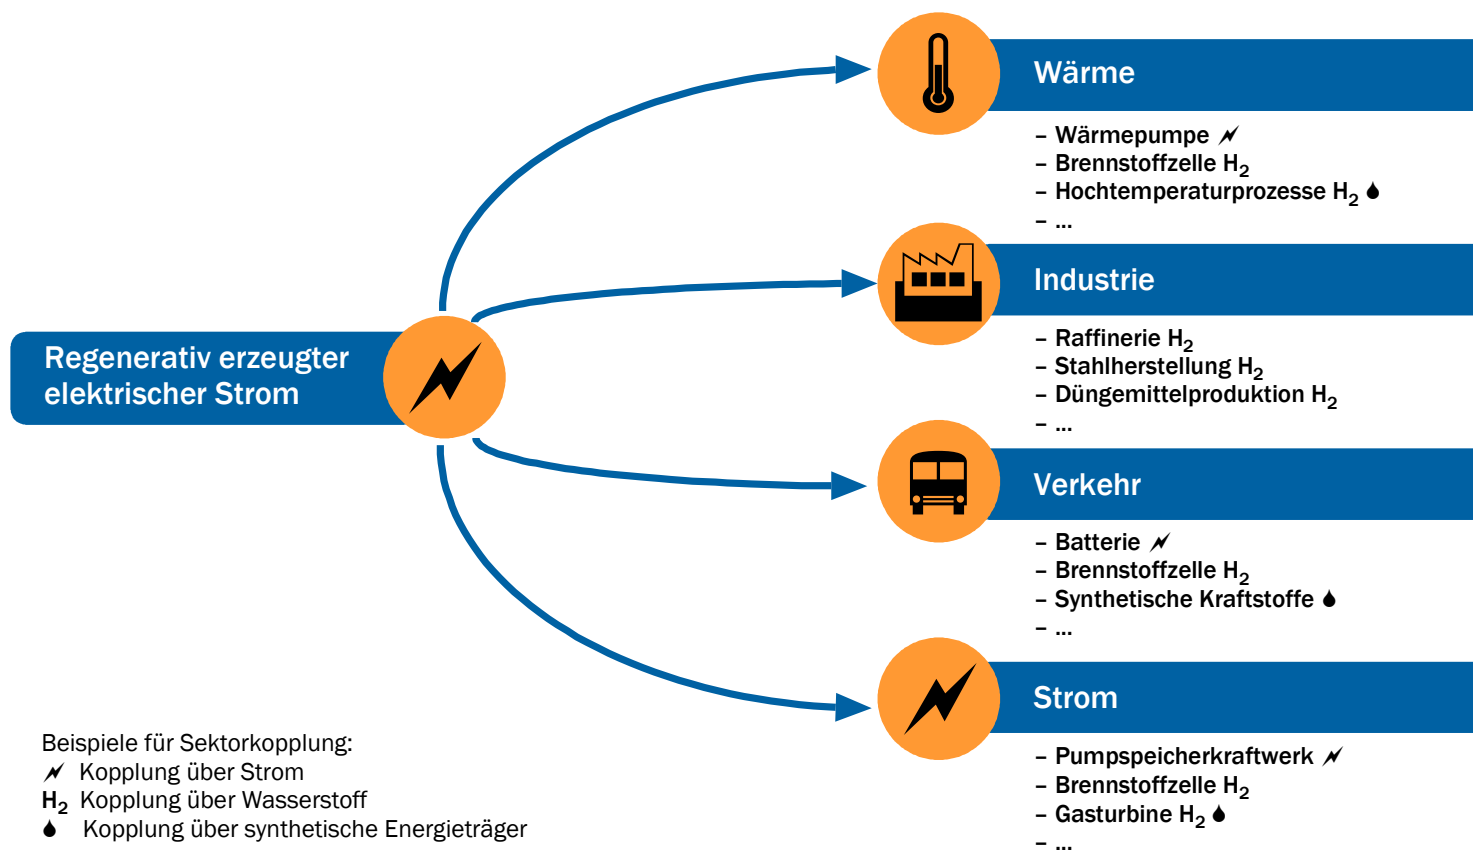 Wärme
– Wärmepumpe
– Brennstoffzelle H₂
– Hochtemperaturprozesse H₂
– ...
Industrie
– Raffinerie H₂
– Stahlherstellung H₂
– Düngemittelproduktion H₂
– ...
Regenerativ erzeugter
elektrischer Strom
Verkehr
– Batterie
– Brennstoffzelle H₂
– Synthetische Kraftstoffe
– ...
Strom
– Pumpspeicherkraftwerk
– Brennstoffzelle H₂
– Gasturbine H₂
– ...
Beispiele für Sektorkopplung:
Kopplung über Strom
H₂ Kopplung über Wasserstoff
Kopplung über synthetische Energieträger